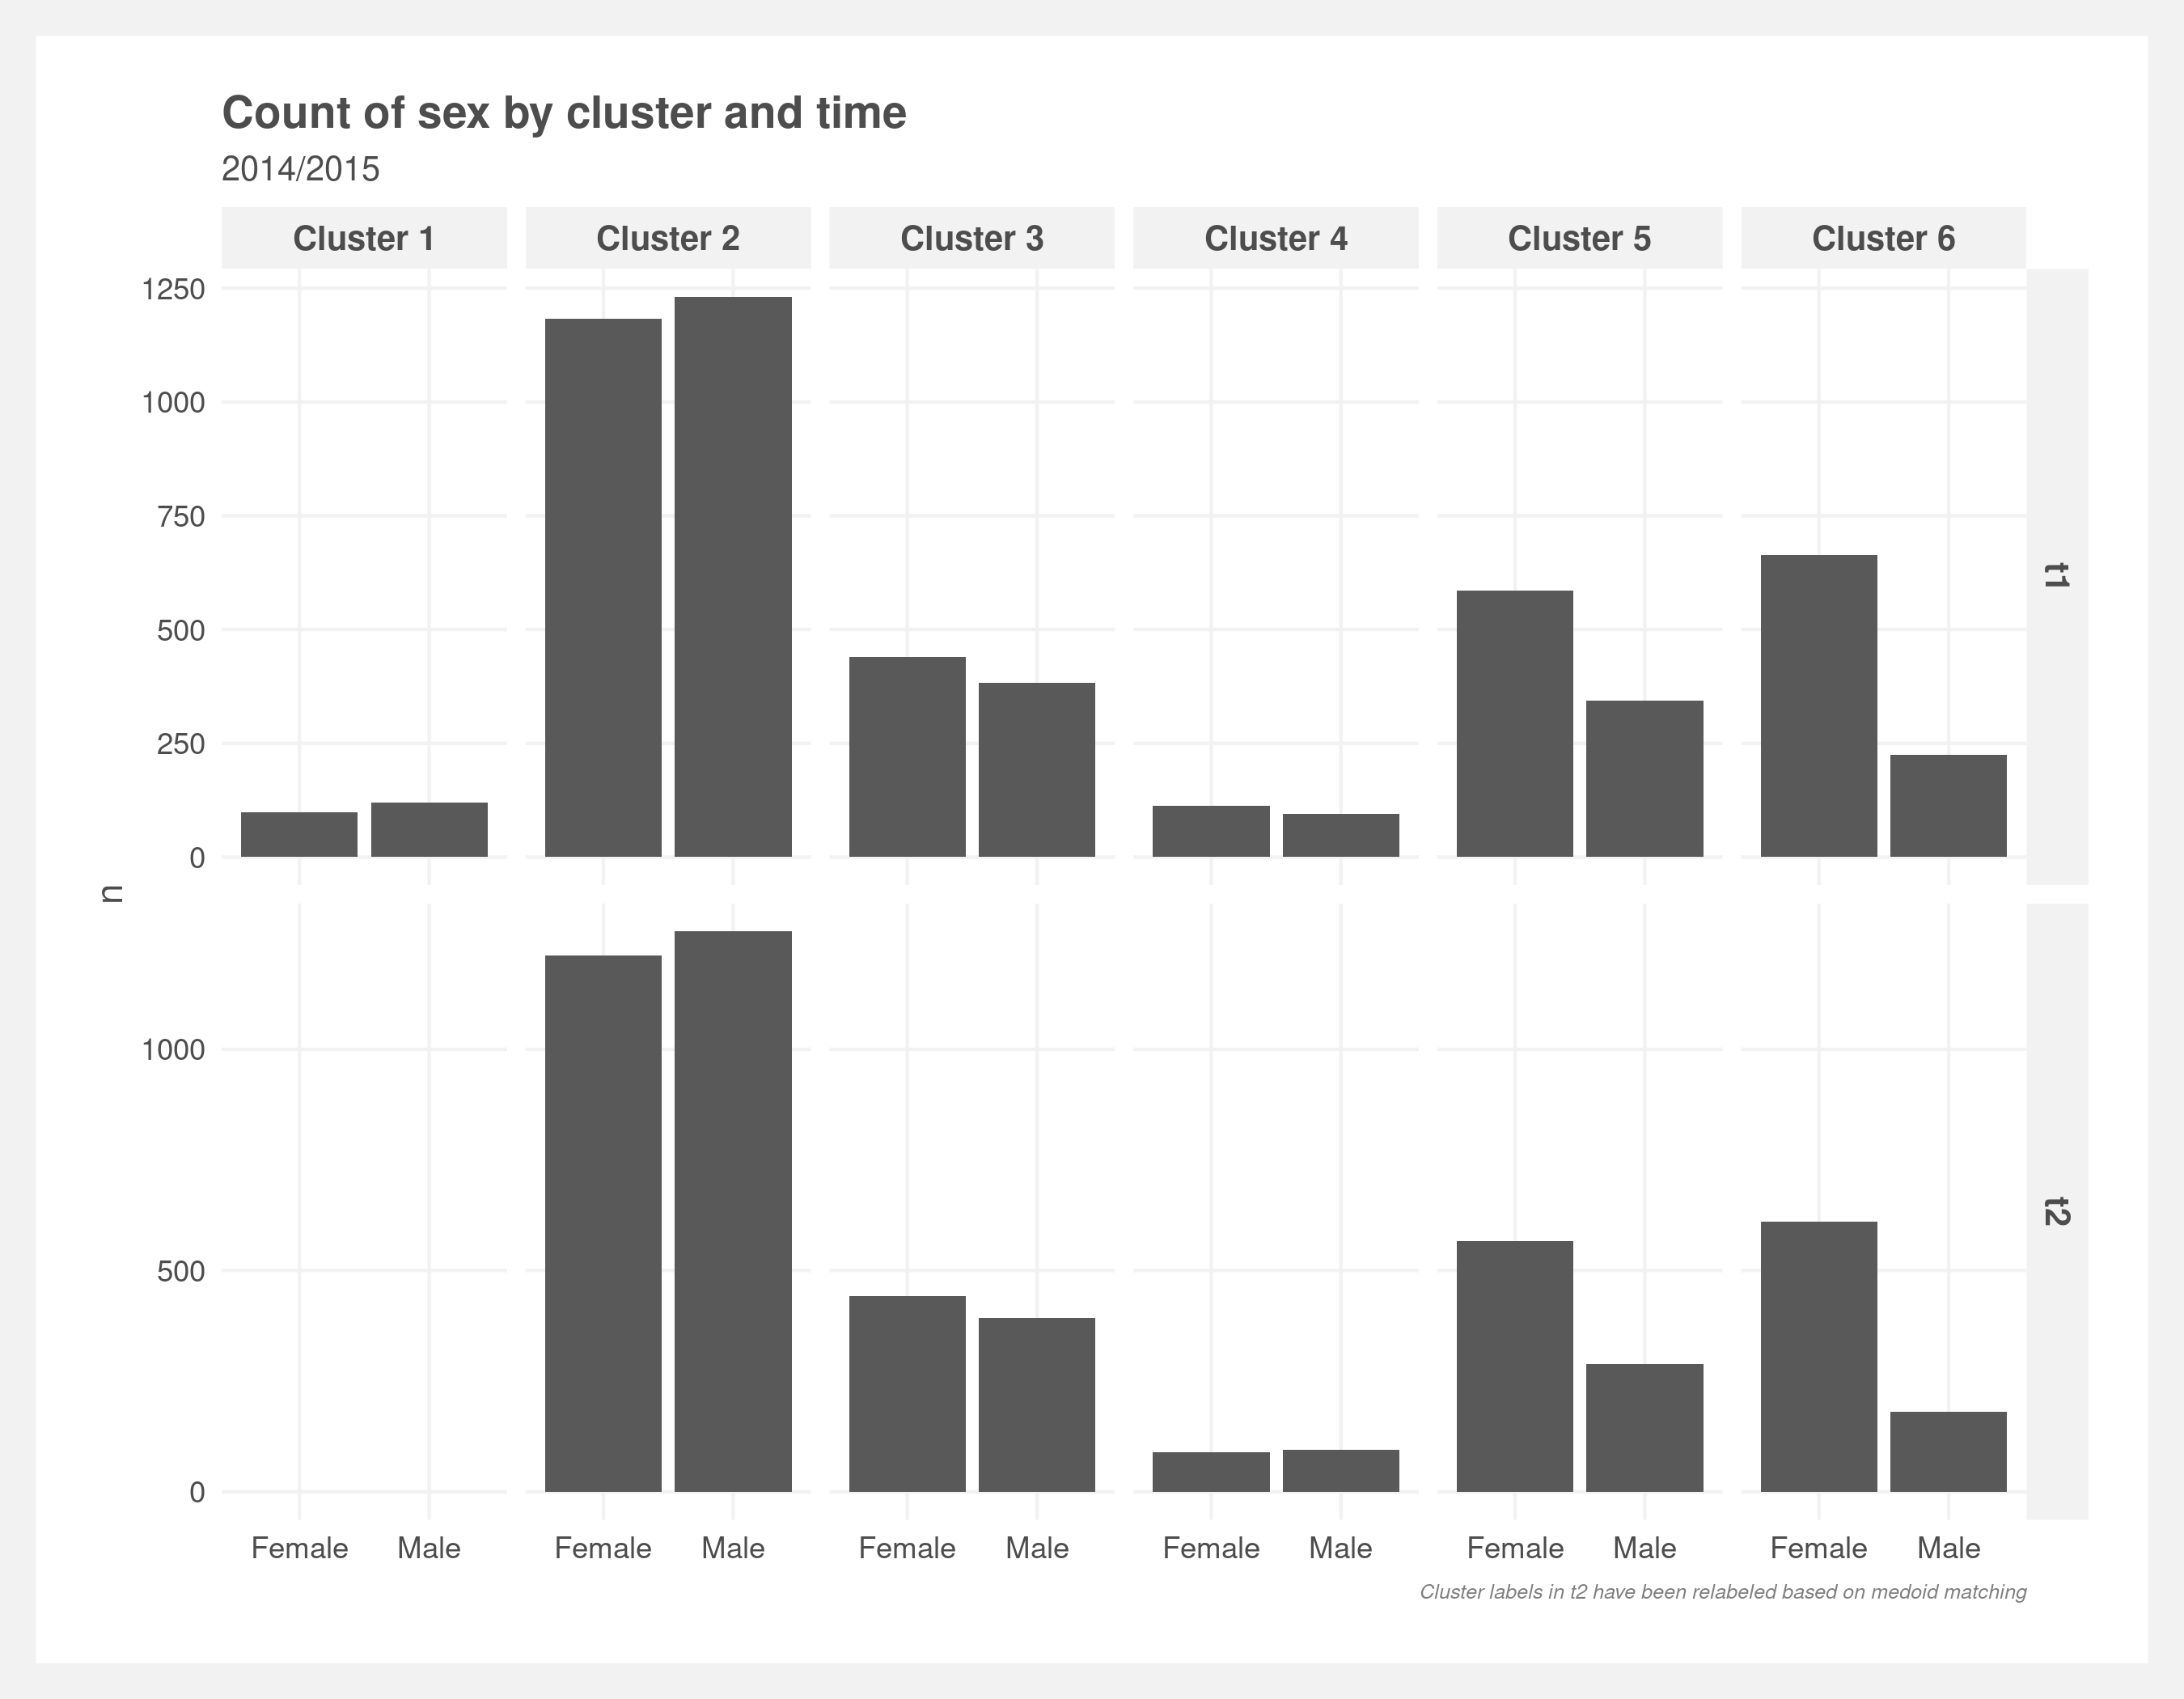 Count of sex by cluster and time
2014/2015
Cluster 1 Cluster 2 Cluster 3 Cluster 4 Cluster 5 Cluster 6
1250
1000
750
500
250
0
t1
n
1000
500
0
t2
Female Male Female Male Female Male Female Male Female Male Female Male
Cluster labels in t2 have been relabeled based on medoid matching